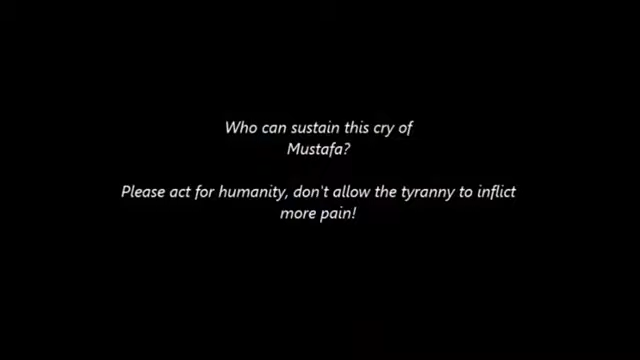 Who can sustain this cry of
Mustafa?
Please act for humanity, don't allow the tyranny to inflict
more pain!